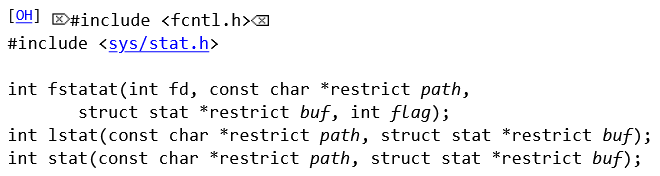 [OH] ⌦#include <fcntl.h>⌫
#include <sys/stat.h>
int fstatat(int fd, const char *restrict path,
struct stat *restrict buf, int flag);
int lstat(const char *restrict path, struct stat *restrict buf);
int stat(const char *restrict path, struct stat *restrict buf);